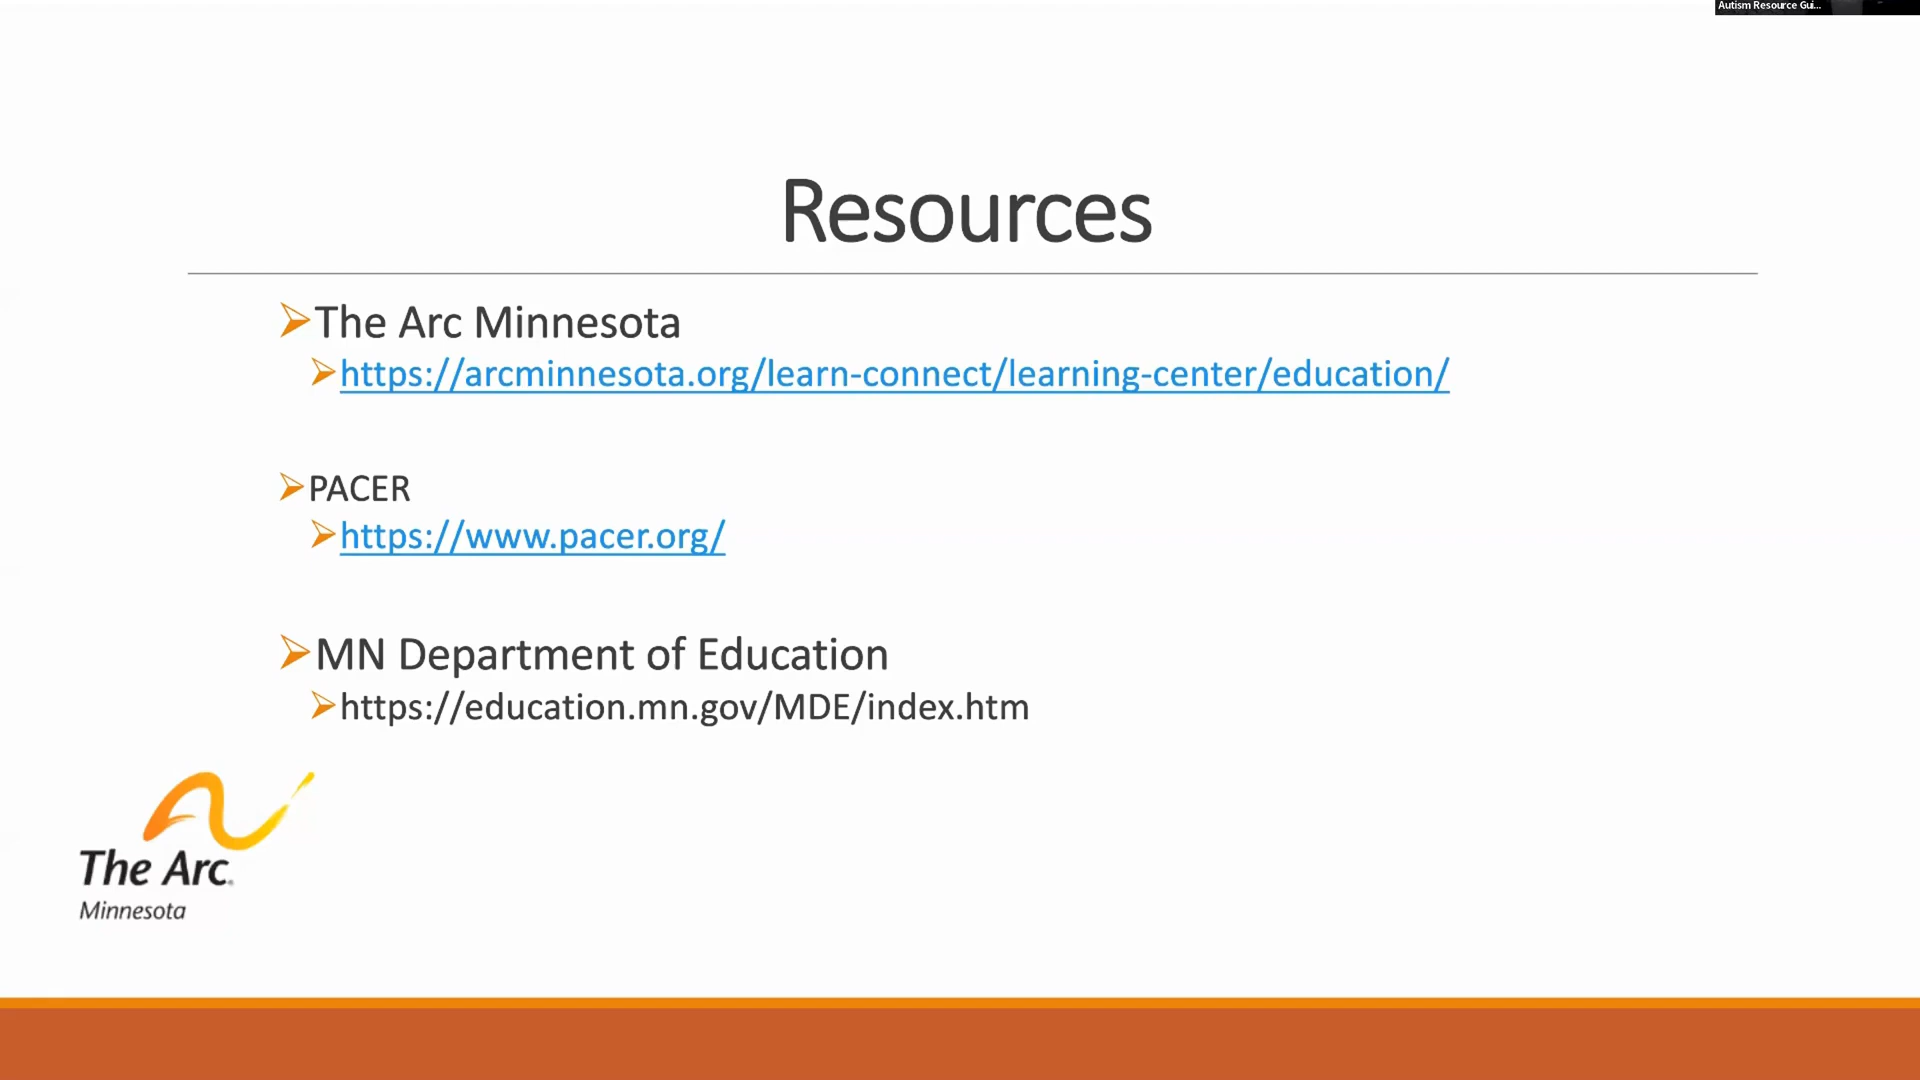 Autism Resource Gui...
Resources
The Arc Minnesota
https://arcminnesota.org/learn-connect/learning-center/education/
PACER
https://www.pacer.org/
MN Department of Education
https://education.mn.gov/MDE/index.htm
The Arc®
Minnesota